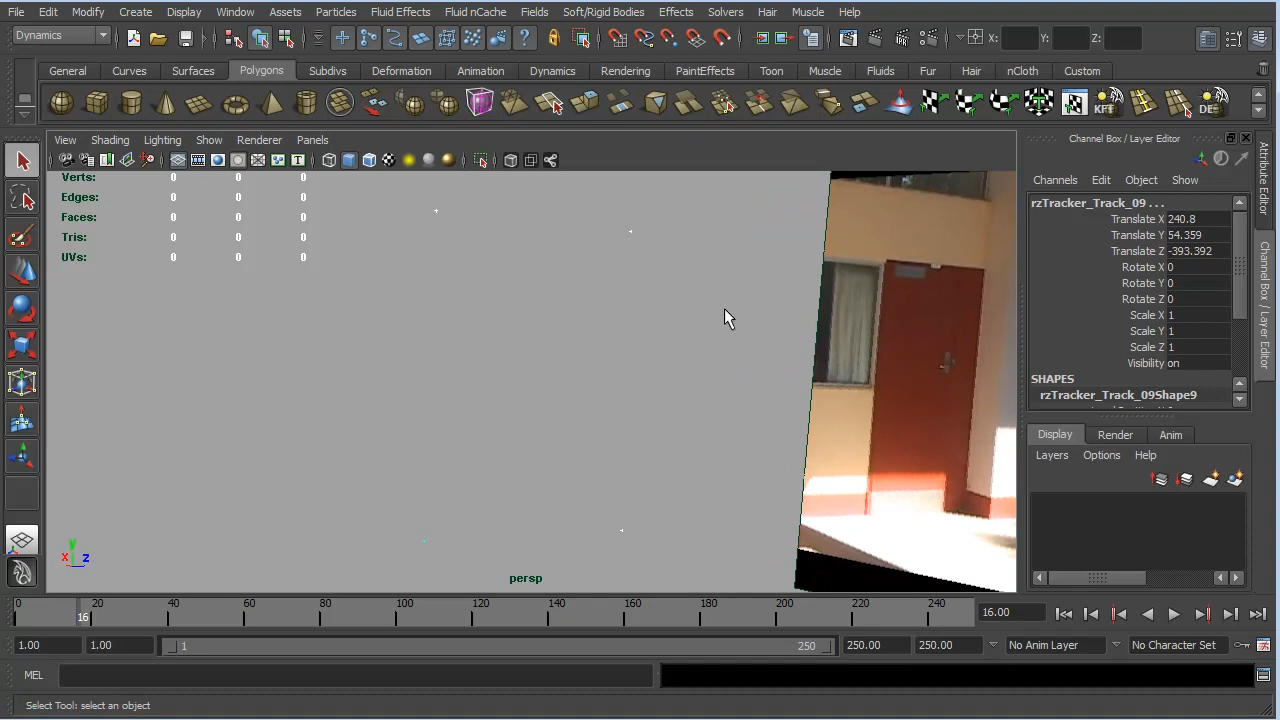 File Edit Modify Create Display Window Assets Particles Fluid Effects Fluid nCache Fields Soft/Rigid Bodies Effects Solvers Hair Muscle Help
Dynamics X: Y: Z:
General Curves Surfaces Polygons Subdivs Deformation Animation Dynamics Rendering PaintEffects Toon Muscle Fluids Fur Hair nCloth Custom
KFT DE
View Shading Lighting Show Renderer Panels
Verts: 0 0 0
Edges: 0 0 0
Faces: 0 0 0
Tris: 0 0 0
UVs: 0 0 0
y
x z
persp
Channel Box / Layer Editor
Channels Edit Object Show
rzTracker_Track_09 . . .
Translate X 240.8
Translate Y 54.359
Translate Z -393.392
Rotate X 0
Rotate Y 0
Rotate Z 0
Scale X 1
Scale Y 1
Scale Z 1
Visibility on
SHAPES
rzTracker_Track_09Shape9
Display Render Anim
Layers Options Help
Attribute Editor
Channel Box / Layer Editor
0 20 40 60 80 100 120 140 160 180 200 220 240
16
16.00
1.00 1.00 1 250 250.00 250.00 No Anim Layer No Character Set
MEL
Select Tool: select an object